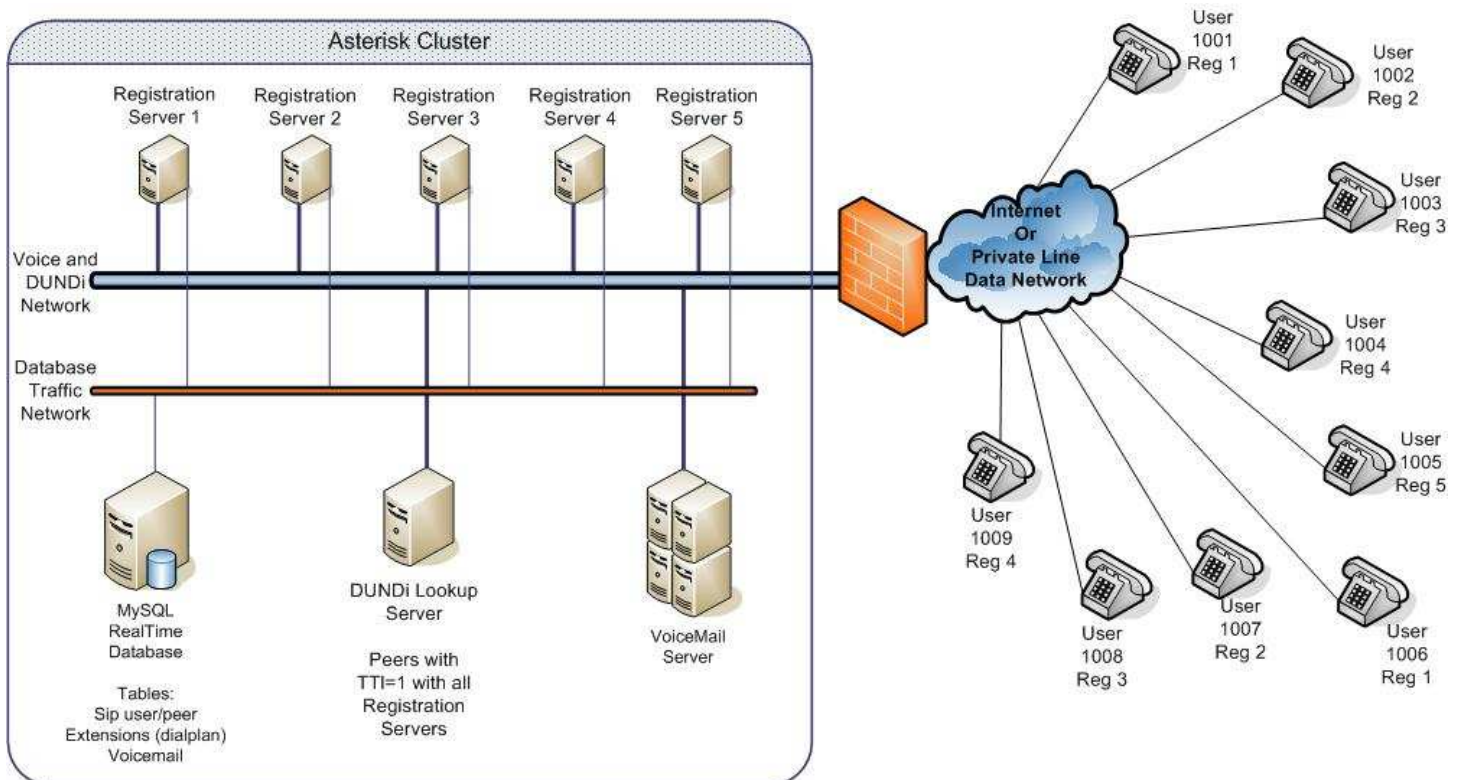 Asterisk Cluster
Registration
Server 1
Registration
Server 2
Registration
Server 3
Registration
Server 4
Registration
Server 5
Voice and
DUNDi
Network
Database
Traffic
Network
MySQL
RealTime
Database
Tables:
Sip user/peer
Extensions (dialplan)
Voicemail
DUNDi Lookup
Server
Peers with
TTl=1 with all
Registration
Servers
VoiceMail
Server
Internet
Or
Private Line
Data Network
User
1001
Reg 1
User
1002
Reg 2
User
1003
Reg 3
User
1004
Reg 4
User
1005
Reg 5
User
1006
Reg 1
User
1007
Reg 2
User
1008
Reg 3
User
1009
Reg 4